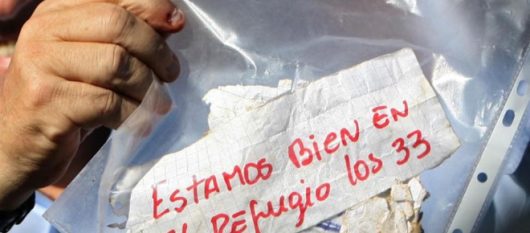 ESTAMOS BIEN EN
EL REFUGIO LOS 33